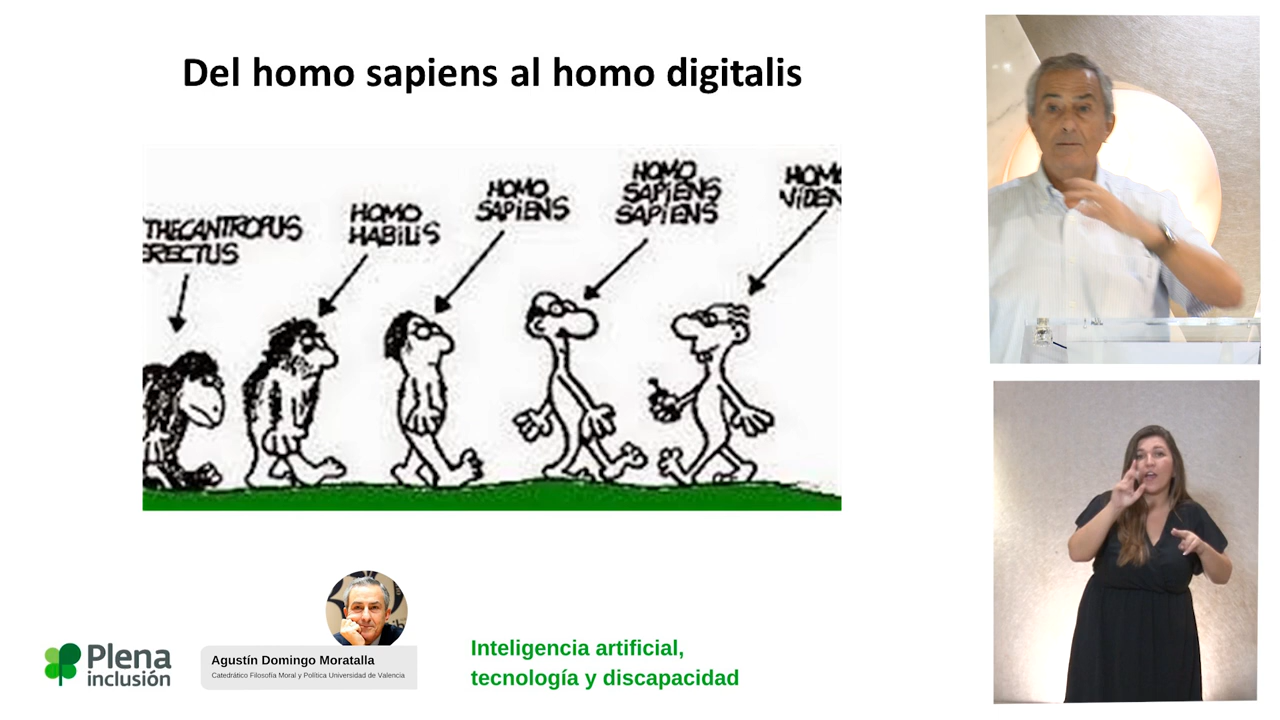 Del homo sapiens al homo digitalis
THECANTROPUS
ERECTUS
HOMO
HABILIS
HOMO
SAPIENS
HOMO
SAPIENS
SAPIENS
HOM
VIDEN
Plena
inclusión
Agustín Domingo Moratalla
Catedrático Filosofía Moral y Política Universidad de Valencia
Inteligencia artificial,
tecnología y discapacidad